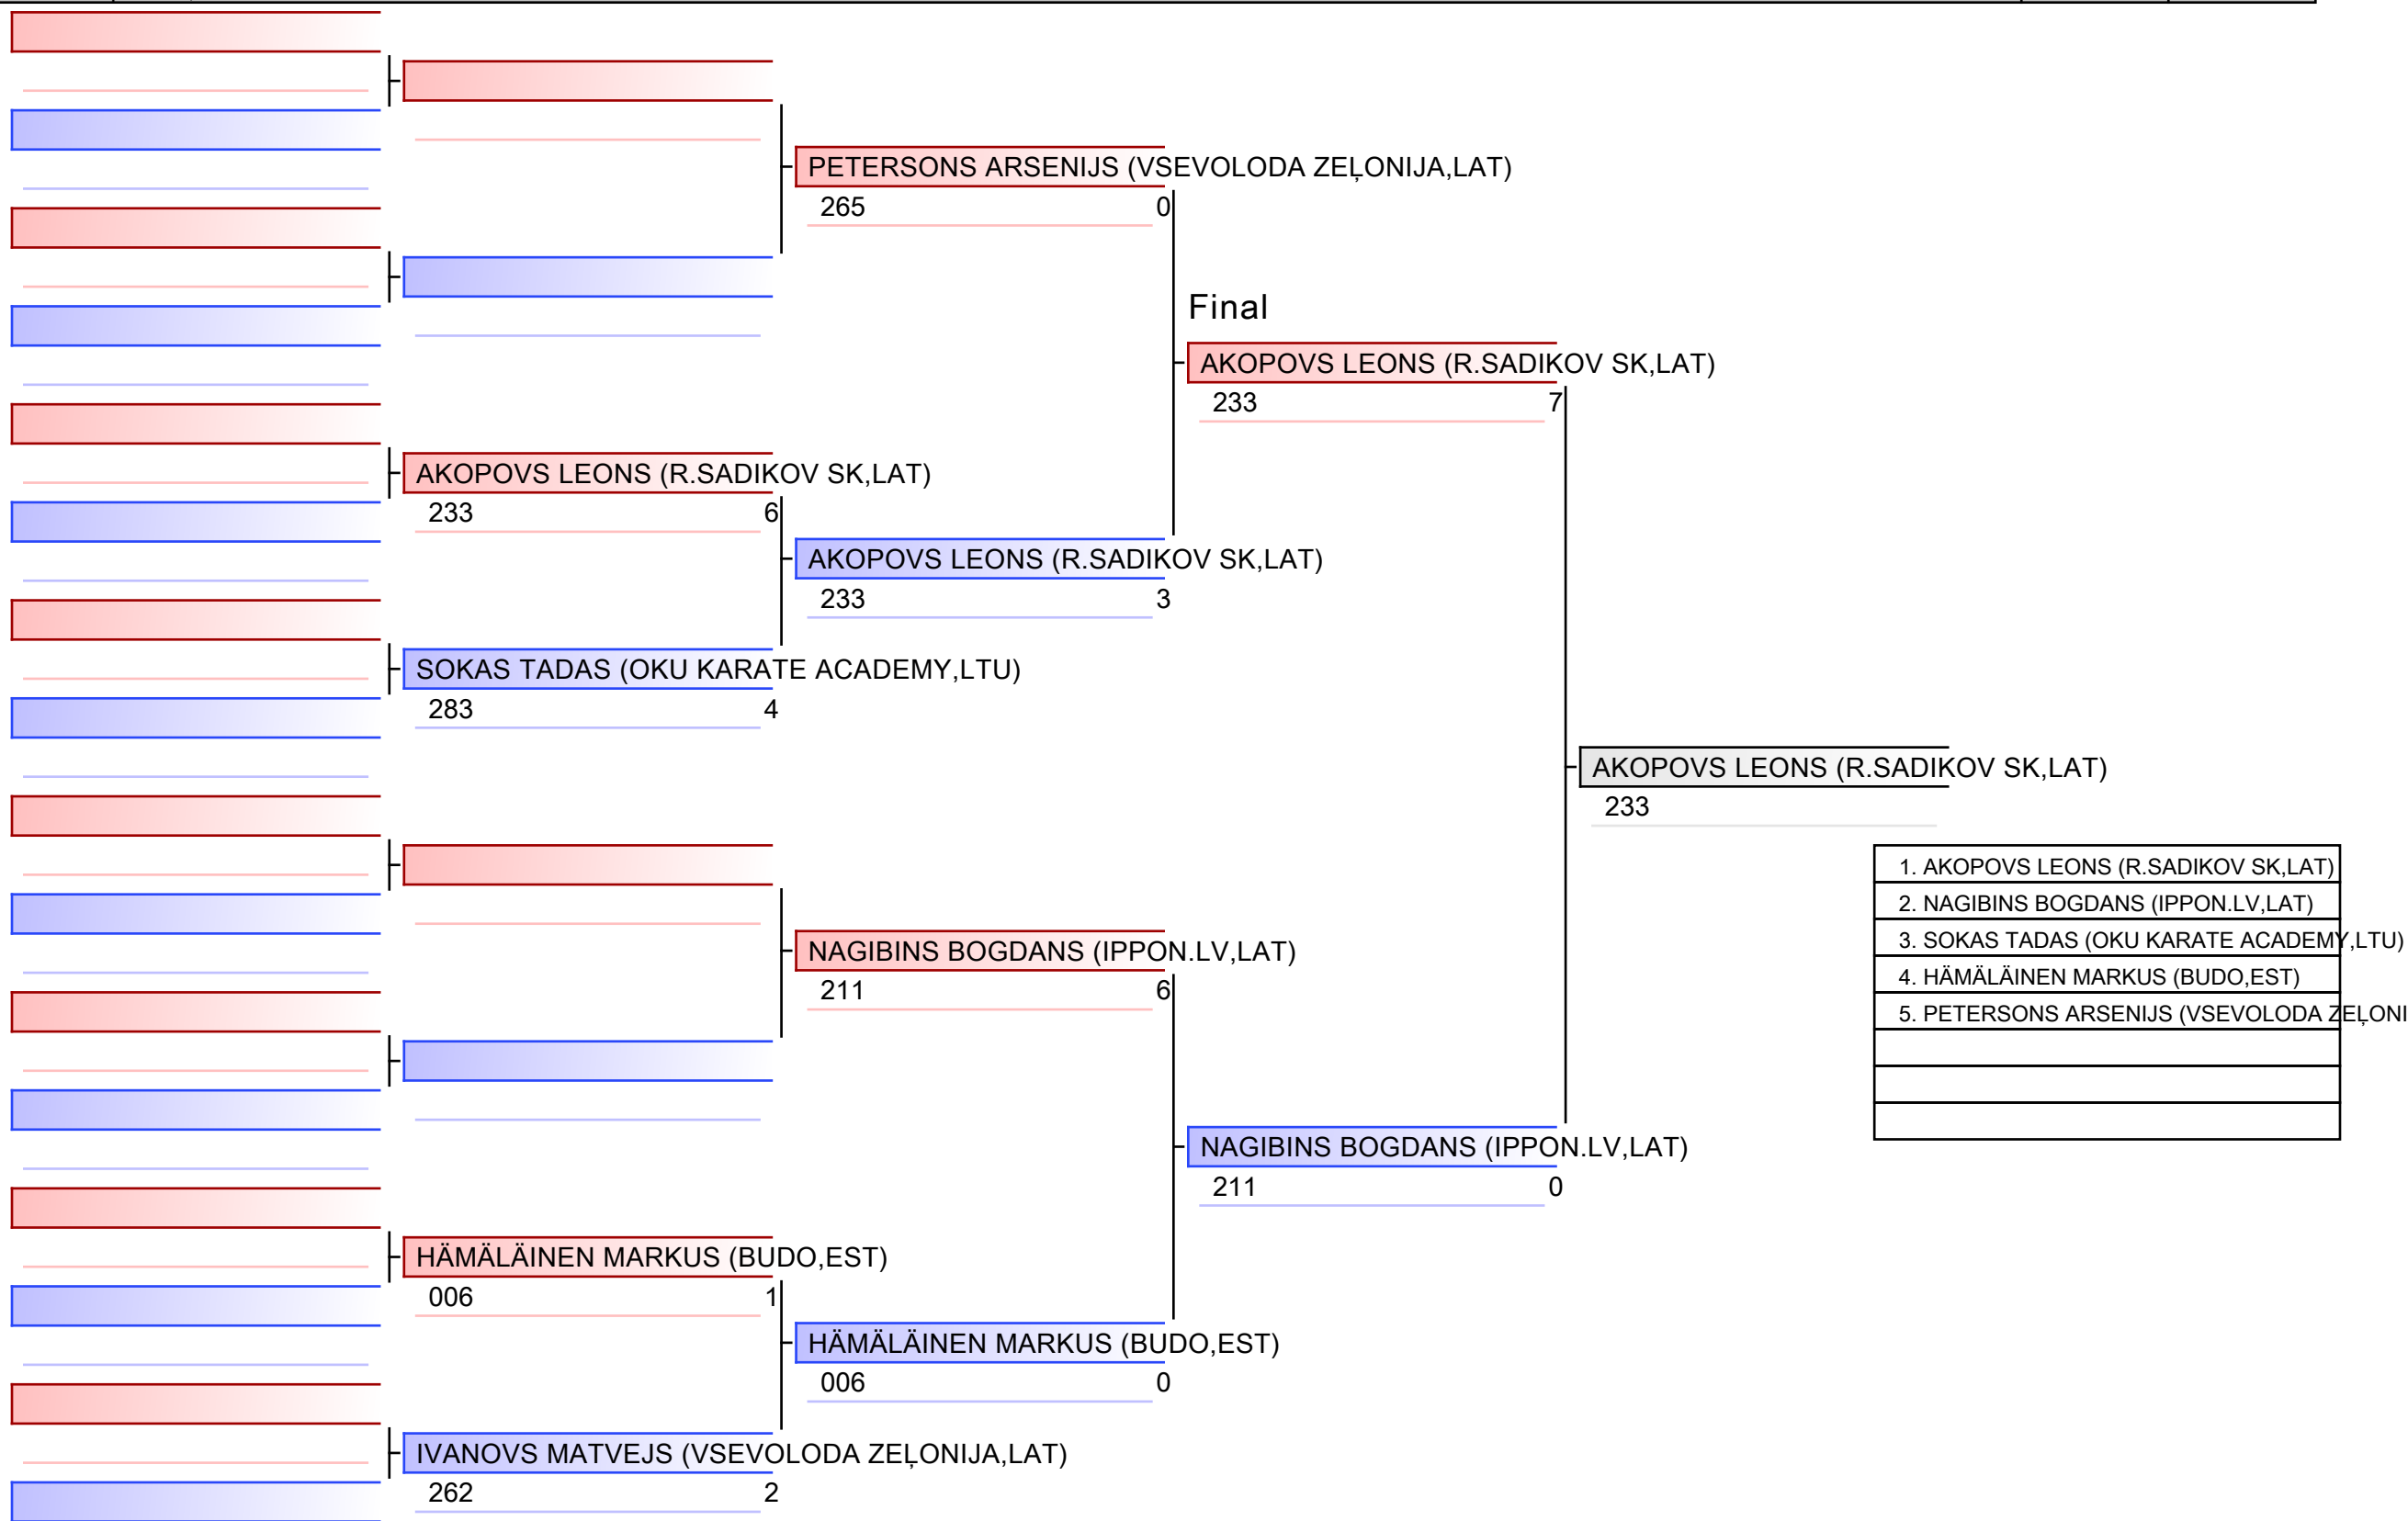 PETERSONS ARSENIJS (VSEVOLODA ZEĻONIJA,LAT)
265 0
Final
AKOPOVS LEONS (R.SADIKOV SK,LAT)
233 7
AKOPOVS LEONS (R.SADIKOV SK,LAT)
233 6
AKOPOVS LEONS (R.SADIKOV SK,LAT)
233 3
SOKAS TADAS (OKU KARATE ACADEMY,LTU)
283 4
AKOPOVS LEONS (R.SADIKOV SK,LAT)
233
1. AKOPOVS LEONS (R.SADIKOV SK,LAT)
2. NAGIBINS BOGDANS (IPPON.LV,LAT)
3. SOKAS TADAS (OKU KARATE ACADEMY,LTU)
4. HÄMÄLÄINEN MARKUS (BUDO,EST)
5. PETERSONS ARSENIJS (VSEVOLODA ZEĻONI
NAGIBINS BOGDANS (IPPON.LV,LAT)
211 6
NAGIBINS BOGDANS (IPPON.LV,LAT)
211 0
HÄMÄLÄINEN MARKUS (BUDO,EST)
006 1
HÄMÄLÄINEN MARKUS (BUDO,EST)
006 0
IVANOVS MATVEJS (VSEVOLODA ZEĻONIJA,LAT)
262 2